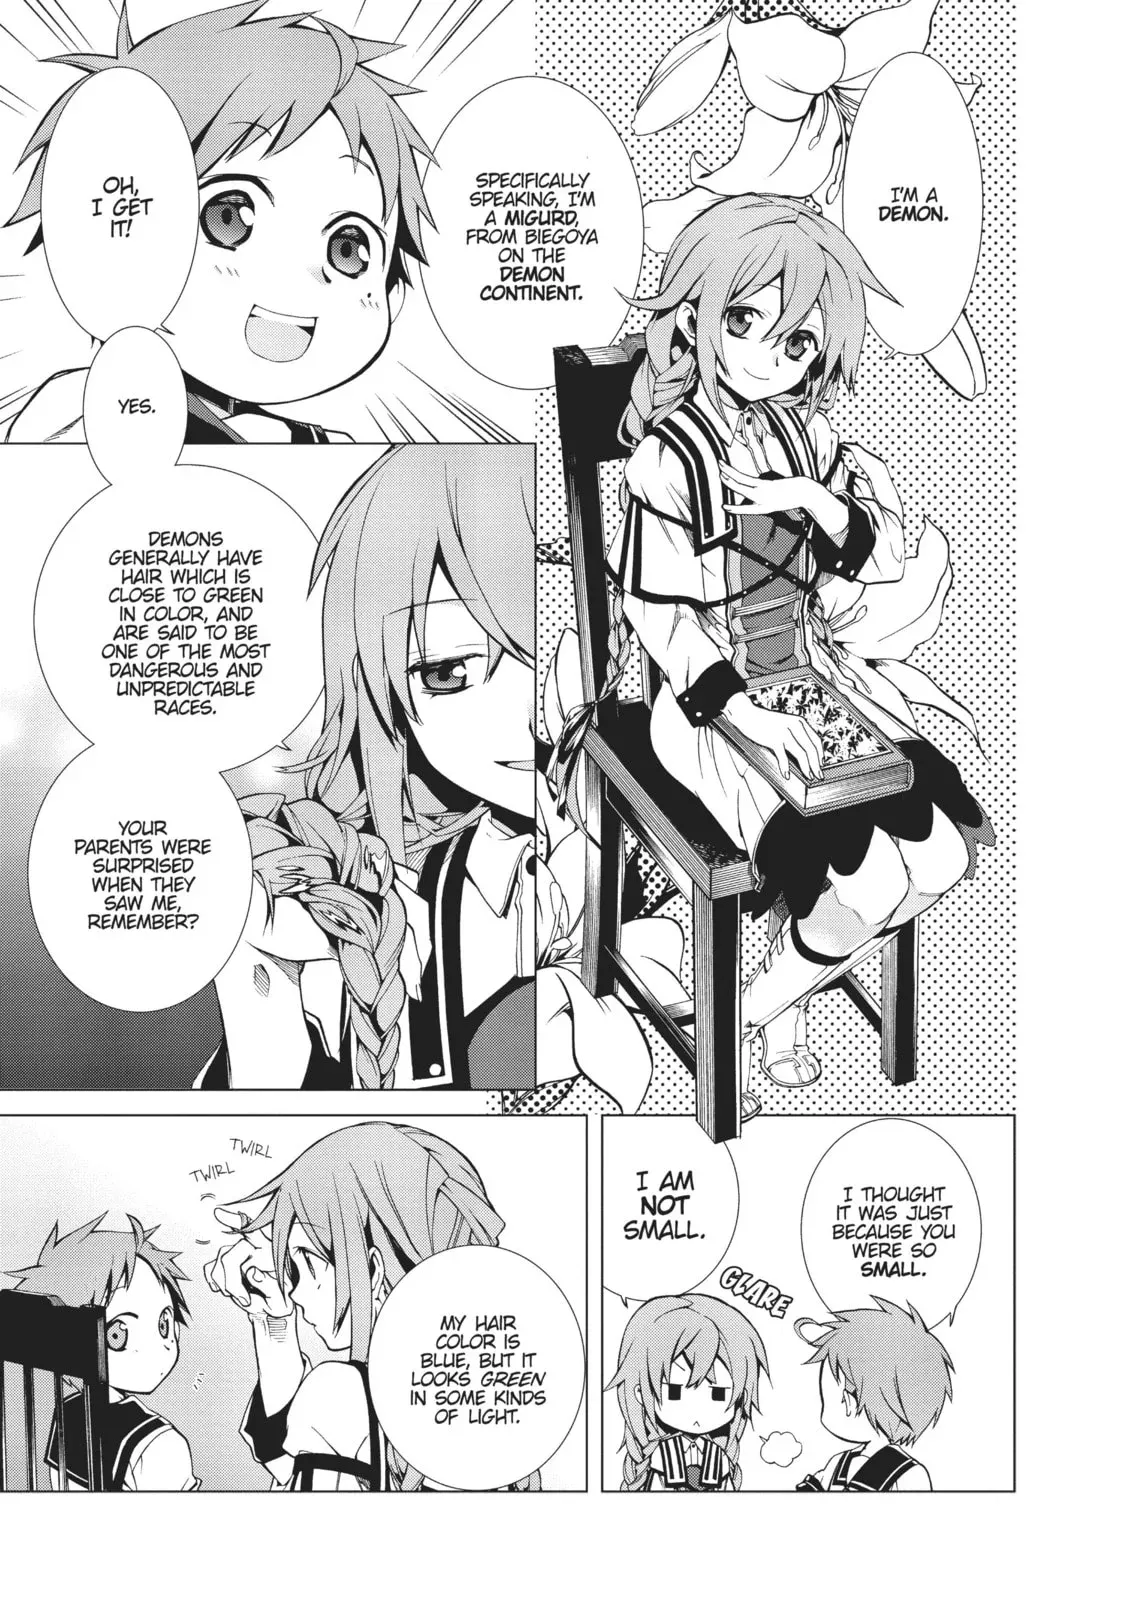 I'M A
DEMON.
SPECIFICALLY
SPEAKING, I'M
A MIGURD,
FROM BIEGOYA
ON THE
DEMON
CONTINENT.
OH,
I GET
IT!
YES.
DEMONS
GENERALLY HAVE
HAIR WHICH IS
CLOSE TO GREEN
IN COLOR, AND
ARE SAID TO BE
ONE OF THE MOST
DANGEROUS AND
UNPREDICTABLE
RACES.
YOUR
PARENTS WERE
SURPRISED
WHEN THEY
SAW ME,
REMEMBER?
I THOUGHT
IT WAS JUST
BECAUSE YOU
WERE SO
SMALL.
I AM
NOT
SMALL.
GLARE
TWIRL
TWIRL
MY HAIR
COLOR IS
BLUE, BUT IT
LOOKS GREEN
IN SOME KINDS
OF LIGHT.